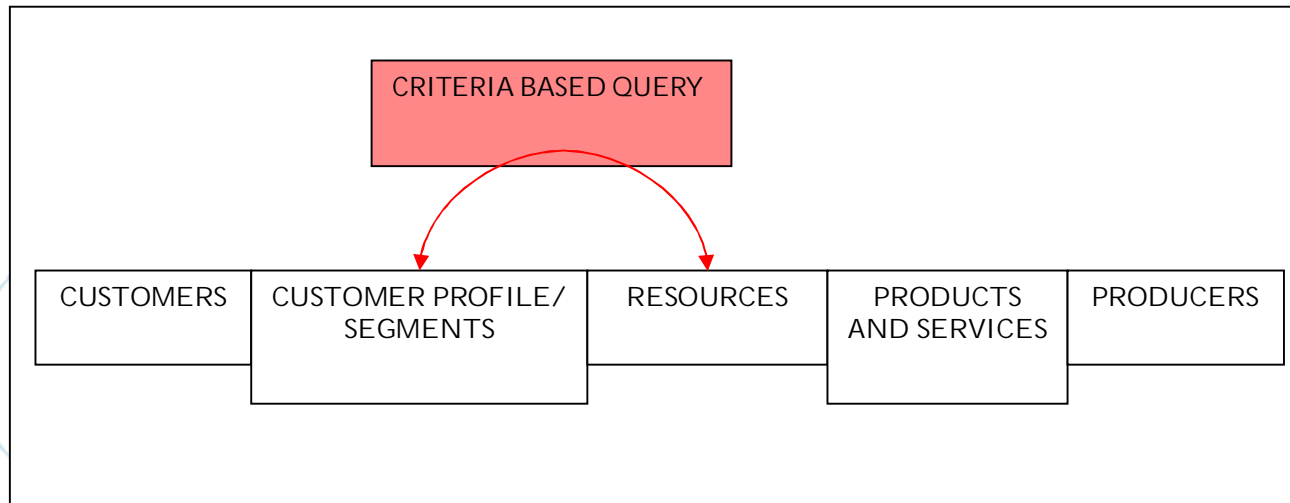 CRITERIA BASED QUERY
CUSTOMERS
CUSTOMER PROFILE/
SEGMENTS
RESOURCES
PRODUCTS
AND SERVICES
PRODUCERS